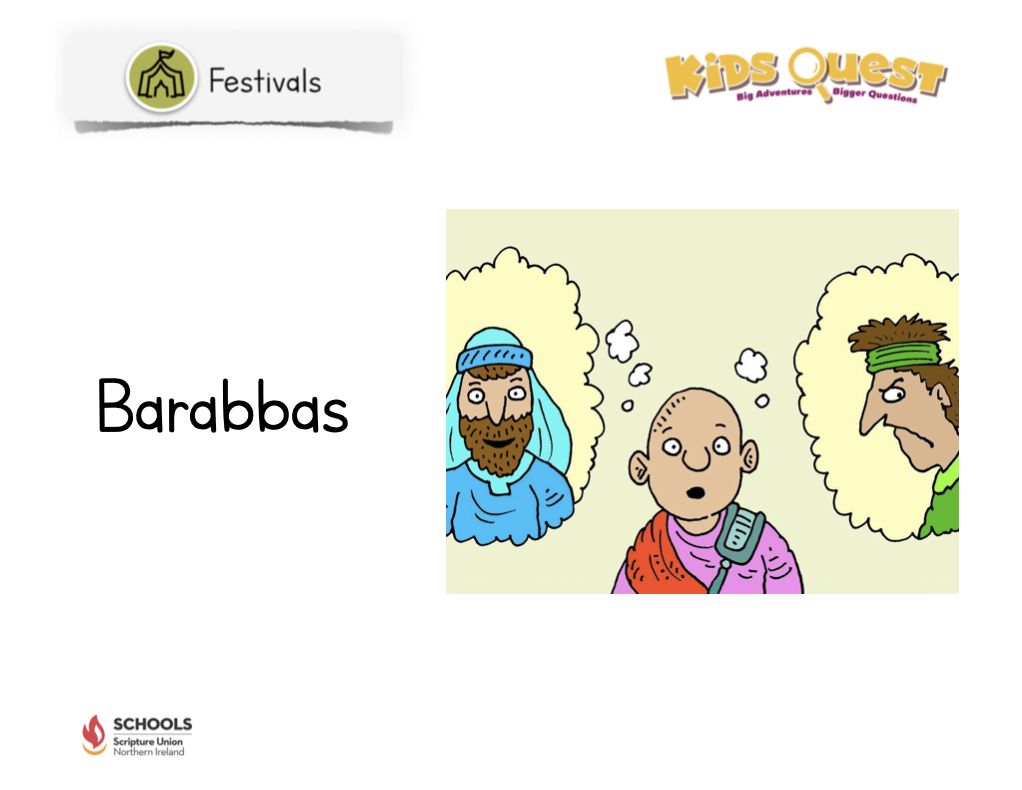 Festivals
KiDS QUEST
Big Adventures Bigger Questions
Barabbas
SCHOOLS
Scripture Union
Northern Ireland